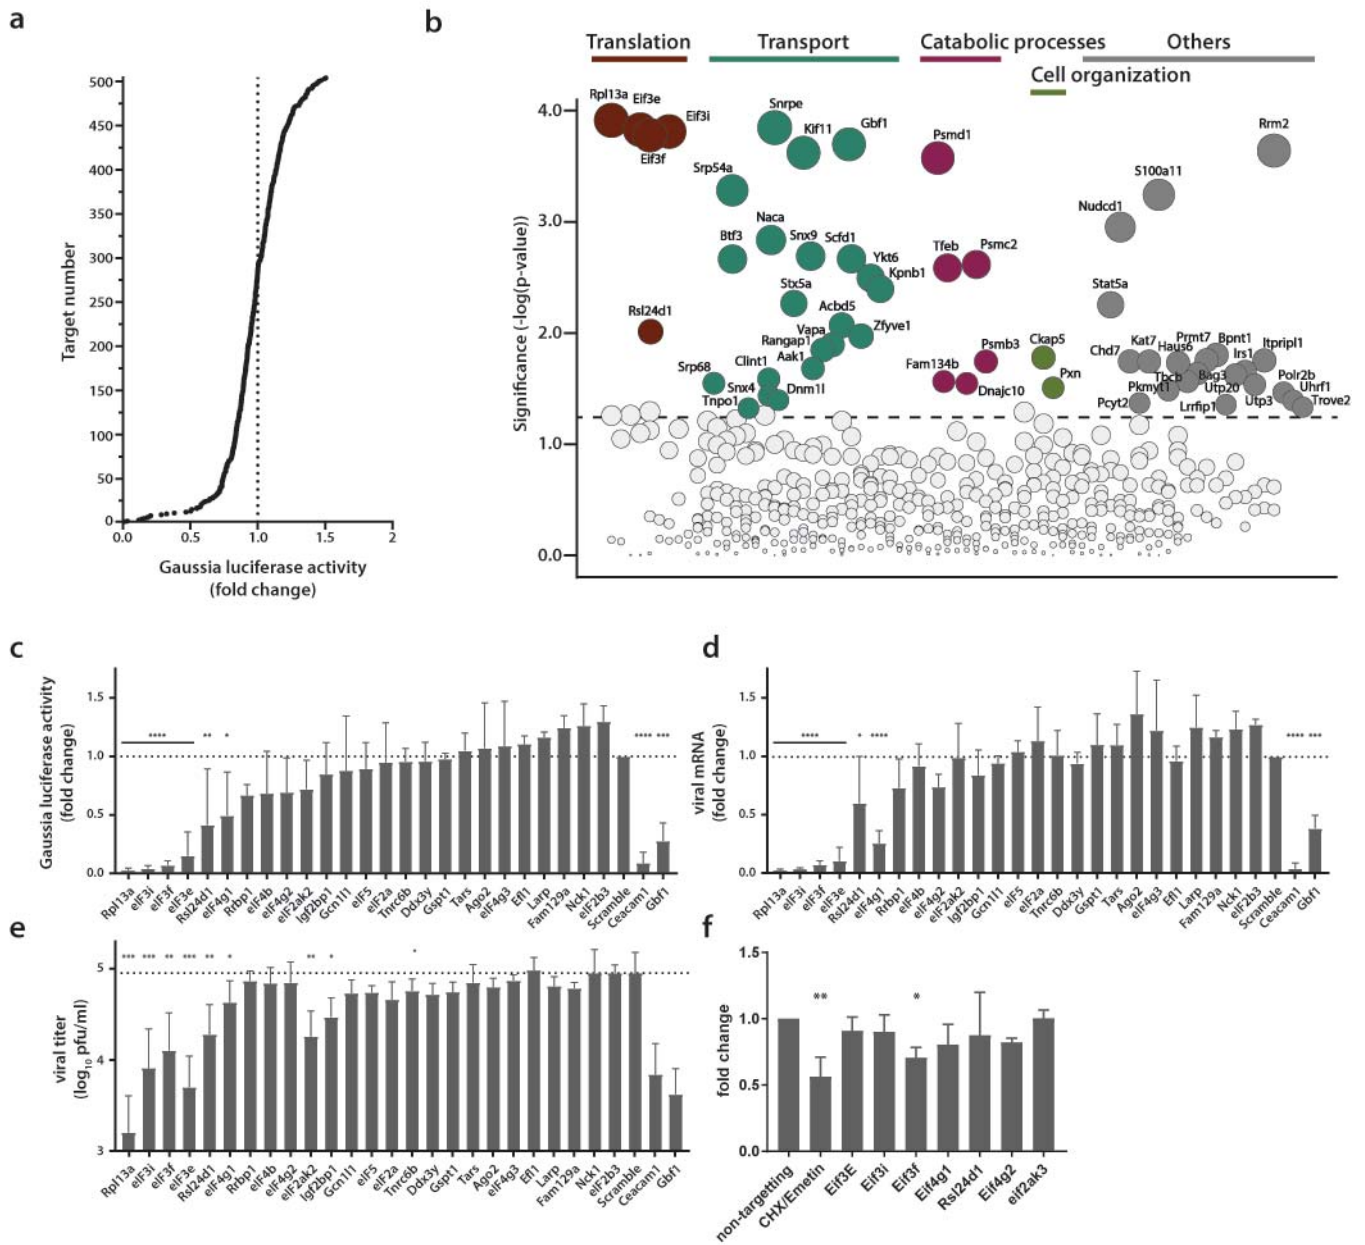 a
500
450
400
350
300
250
200
150
100
50
0
Target number
0.0 0.5 1.0 1.5 2
Gaussia luciferase activity
(fold change)
b
Translation Transport Catabolic processes Others
Cell organization
4.0
3.0
2.0
1.0
0.0
Significance (-log(p-value))
Rpl13a Eif3e Eif3i
Eif3f
Rsl24d1
Snrpe
Kif11
Gbf1
Srp54a
Naca
Btf3
Snx9
Scfd1
Ykt6
Kpnb1
Stx5a
Acbd5
Vapa
Zfyve1
Rangap1
Aak1
Clint1
Srp68
Snx4
Dnm1l
Tnpo1
Psmd1
Tfeb
Psmc2
Psmb3
Fam134b
Dnajc10
Ckap5
Pxn
Rrm2
S100a11
Nudcd1
Stat5a
Chd7
Kat7
Haus6
Prmt7
Bpnt1
Irs1
Itpripl1
Tbcb
Bag3
Pkmyt1
Utp20
Pcyt2
Lrrfip1
Utp3
Polr2b
Uhrf1
Trove2
c
Gaussia luciferase activity
(fold change)
1.5
1.0
0.5
0.0
**** ** * **** ***
Rpl13a eIF3i eIF3f eIF3e Rsl24d1 eIF4g1 Rrbp1 eIF4b eIF4g2 eIF2ak2 Igf2bp1 Gcn1l1 eIF5 eIF2a Tnrc6b Ddx3y Gspt1 Tars Ago2 eIF4g3 Efl1 Larp Fam129a Nck1 eIF2b3 Scramble Ceacam1 Gbf1
d
viral mRNA
(fold change)
1.5
1.0
0.5
0.0
**** * **** **** ***
Rpl13a eIF3i eIF3f eIF3e Rsl24d1 eIF4g1 Rrbp1 eIF4b eIF4g2 eIF2ak2 Igf2bp1 Gcn1l1 eIF5 eIF2a Tnrc6b Ddx3y Gspt1 Tars Ago2 eIF4g3 Efl1 Larp Fam129a Nck1 eIF2b3 Scramble Ceacam1 Gbf1
e
viral titer
(log10 pfu/ml)
5
4
3
*** *** ** *** ** * ** * *
Rpl13a eIF3i eIF3f eIF3e Rsl24d1 eIF4g1 Rrbp1 eIF4b eIF4g2 eIF2ak2 Igf2bp1 Gcn1l1 eIF5 eIF2a Tnrc6b Ddx3y Gspt1 Tars Ago2 eIF4g3 Efl1 Larp Fam129a Nck1 eIF2b3 Scramble Ceacam1 Gbf1
f
fold change
1.5
1.0
0.5
0.0
** *
non-targetting CHX/Emetin Eif3E Eif3i Eif3f Eif4g1 Rsl24d1 Eif4g2 eif2ak3